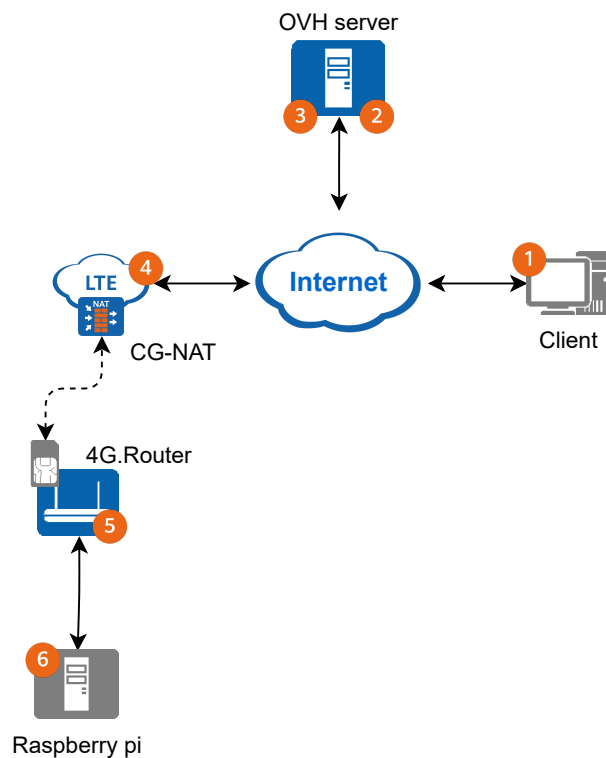 OVH server
3
2
1
4
LTE
NAT
Internet
Client
CG-NAT
4G.Router
5
6
Raspberry pi